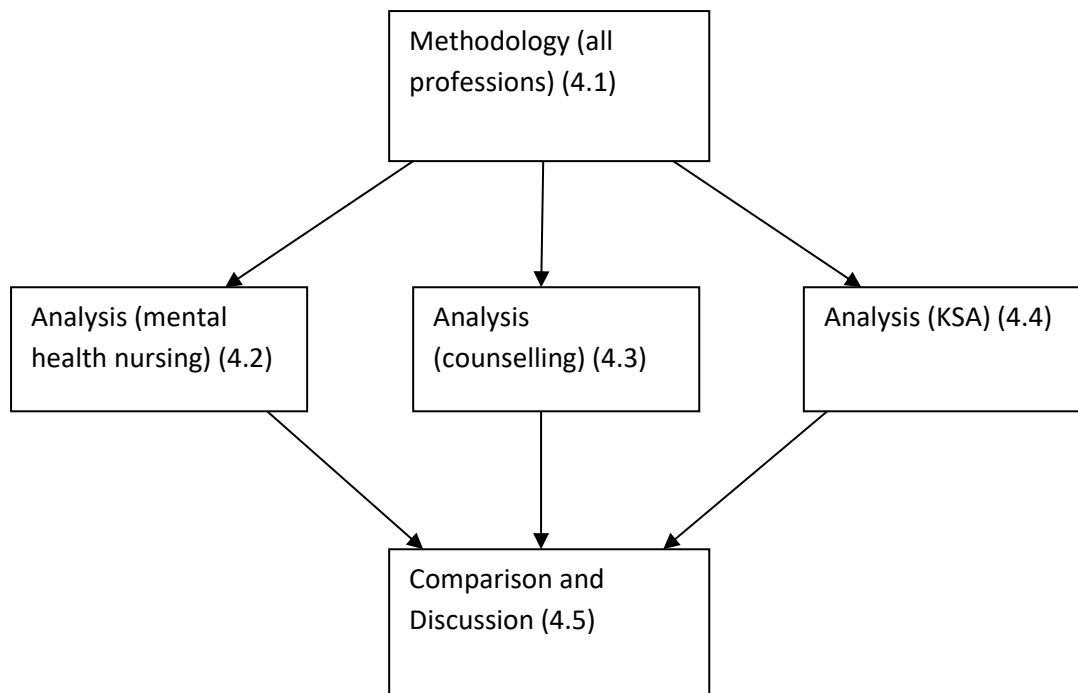 Methodology (all
professions) (4.1)
Analysis (mental
health nursing) (4.2)
Analysis
(counselling) (4.3)
Analysis (KSA) (4.4)
Comparison and
Discussion (4.5)